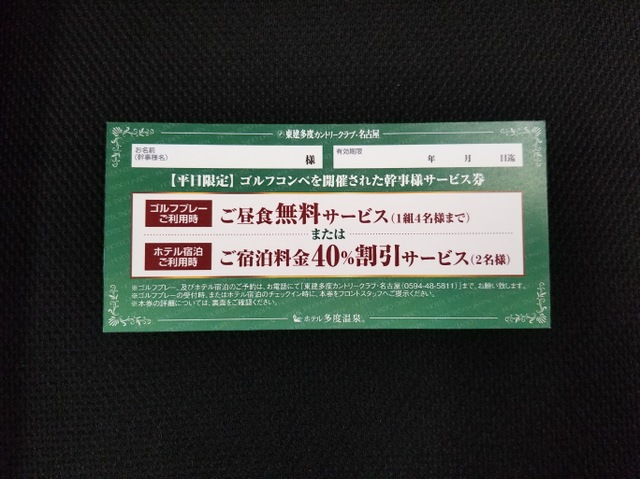 東建多度カントリークラブ・名古屋
お名前
(幹事様名)
様
有効期限
年 月 日迄
【平日限定】ゴルフコンペを開催された幹事様サービス券
ゴルフプレー
ご利用時
ご昼食無料サービス(1組4名様まで)
または
ホテル宿泊
ご利用時
ご宿泊料金40%割引サービス(2名様)
※ゴルフプレー、及びホテル宿泊のご予約は、お電話にて「東建多度カントリークラブ・名古屋(0594-48-5811)」まで、お願い致します。
※ゴルフプレーの受付時、またはホテル宿泊のチェックイン時に、本券をフロントスタッフへご提示ください。
※本券の詳細については、裏面をご確認ください。
ホテル多度温泉